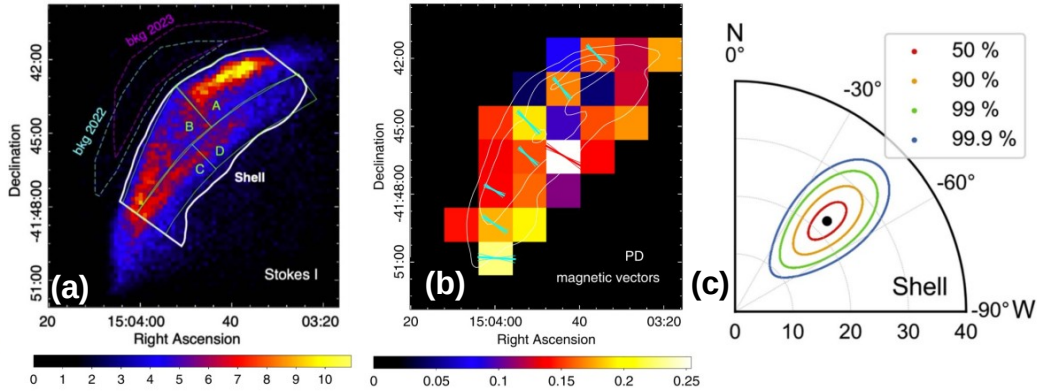 bkg 2023
bkg 2022
A
B
D
C
Shell
Stokes I
(a)
Declination
42:00
45:00
-41:48:00
51:00
20
15:04:00
40
03:20
Right Ascension
0 1 2 3 4 5 6 7 8 9 10
42:00
45:00
-41:48:00
51:00
Declination
PD
magnetic vectors
(b)
20
15:04:00
40
03:20
Right Ascension
0 0.05 0.1 0.15 0.2 0.25
(c)
N
0°
-30°
-60°
-90° W
50 %
90 %
99 %
99.9 %
Shell
0 10 20 30 40